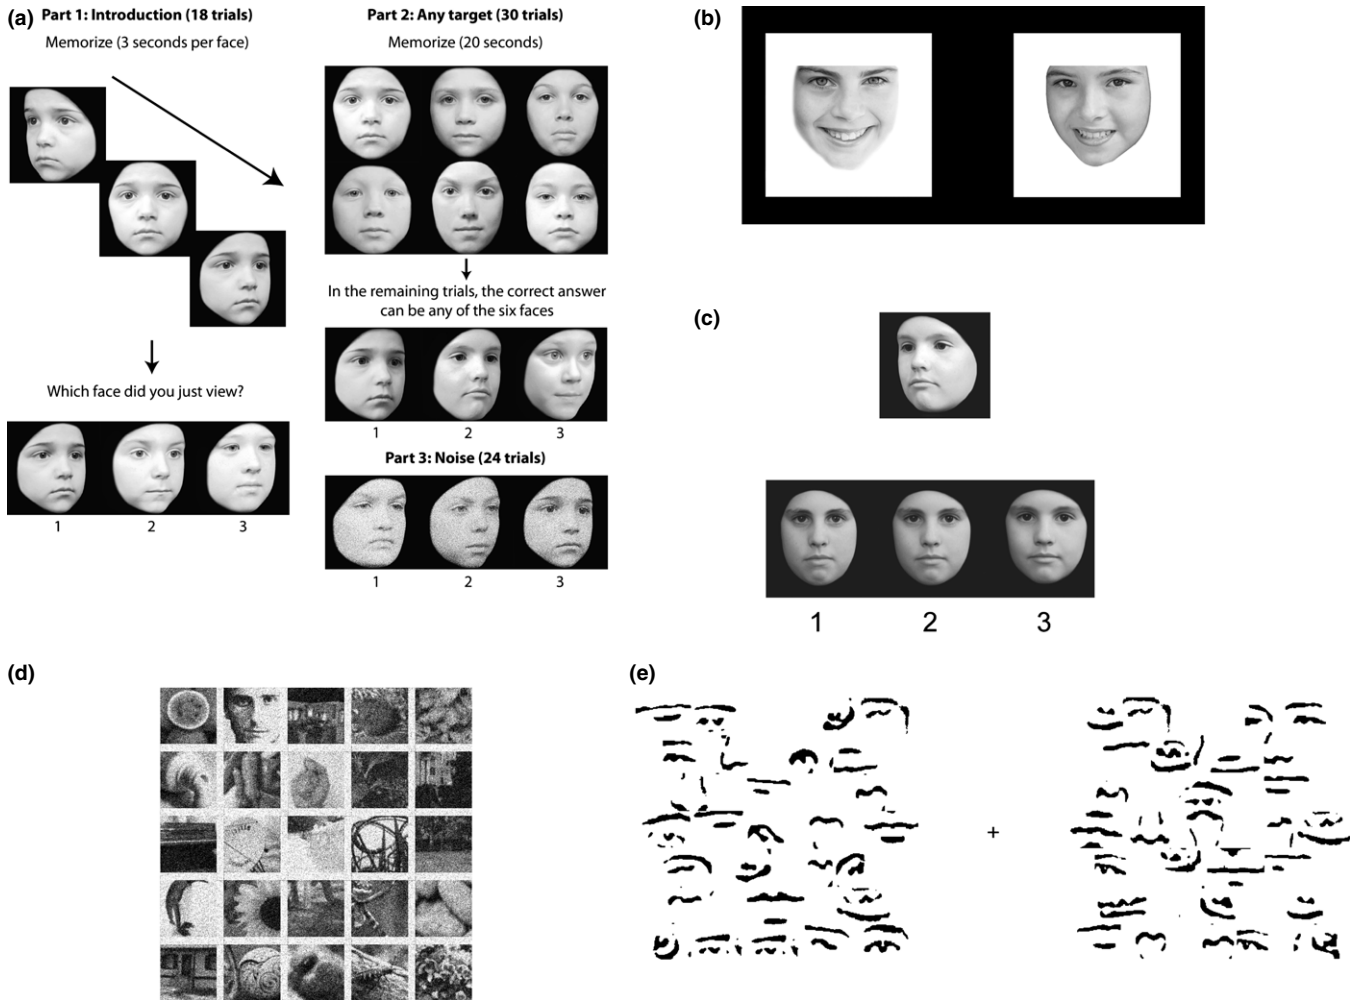 (a)
Part 1: Introduction (18 trials)
Memorize (3 seconds per face)
Which face did you just view?
1 2 3
Part 2: Any target (30 trials)
Memorize (20 seconds)
In the remaining trials, the correct answer
can be any of the six faces
1 2 3
Part 3: Noise (24 trials)
1 2 3
(b)
(c)
1 2 3
(d)
(e)
+